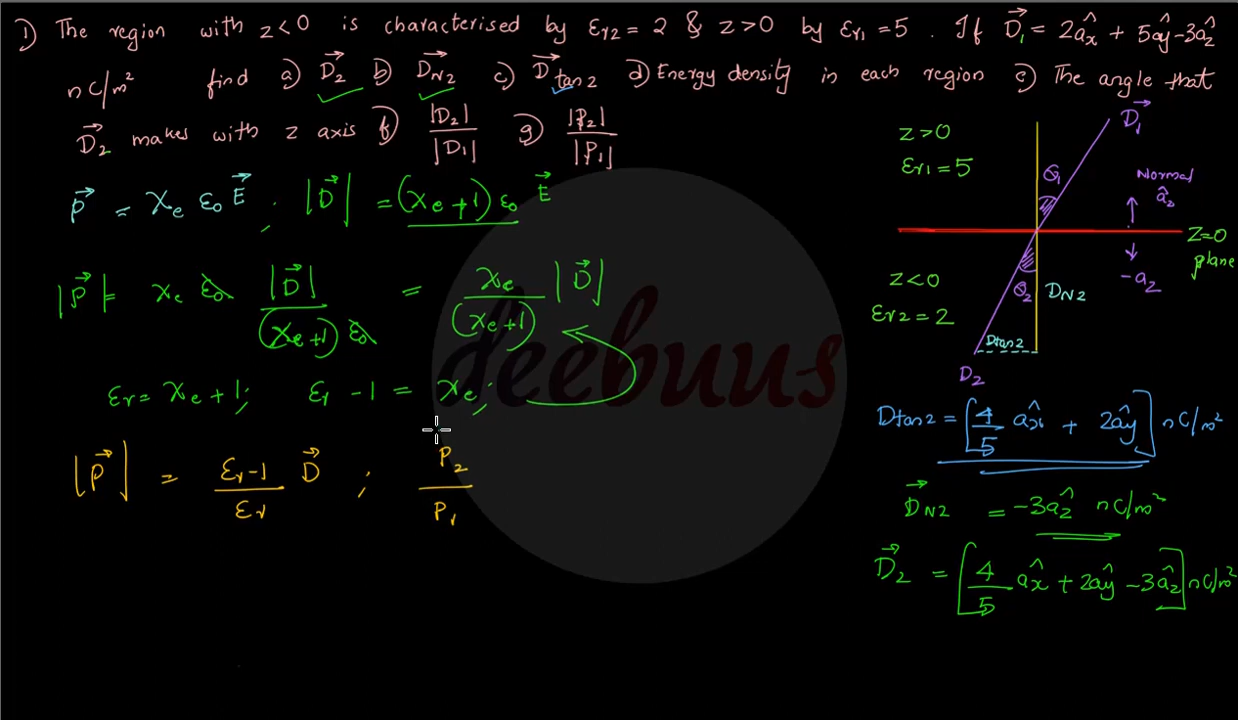 1) The region with z<0 is characterised by εr2 = 2 & z>0 by εr1 = 5 . If D⃗1 = 2âx + 5ây - 3âz
nC/m² find a) D⃗2 b) D⃗N2 c) D⃗tan2 d) Energy density in each region e) The angle that
D⃗2 makes with z axis f) |D2|/|D1| g) |P2|/|P1|
P⃗ = χe ε0 E⃗ ; |D⃗| = (χe+1) ε0 E⃗
|P⃗| = χe ε0 |D⃗|/(χe+1) ε0 = χe/(χe+1) |D⃗|
εr = χe + 1; εr - 1 = χe;
|P⃗| = (εr-1)/εr D⃗ ; P2/P1
z>0
εr1 = 5
D⃗1
θ1
Normal
âz
z=0
plane
-az
z<0
εr2 = 2
θ2
DN2
Dtan2
D2
Dtan2 = [4/5 âx + 2ây] nC/m²
D⃗N2 = -3âz nC/m²
D⃗2 = [4/5 âx + 2ây - 3âz] nC/m²
deebuus